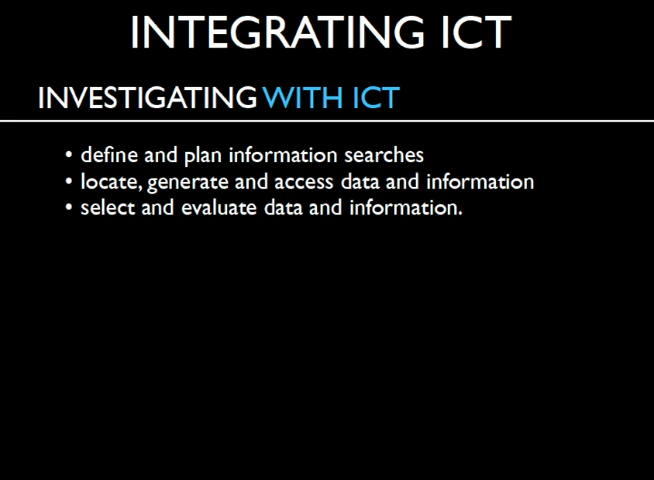 INTEGRATING ICT
INVESTIGATING WITH ICT
• define and plan information searches
• locate, generate and access data and information
• select and evaluate data and information.